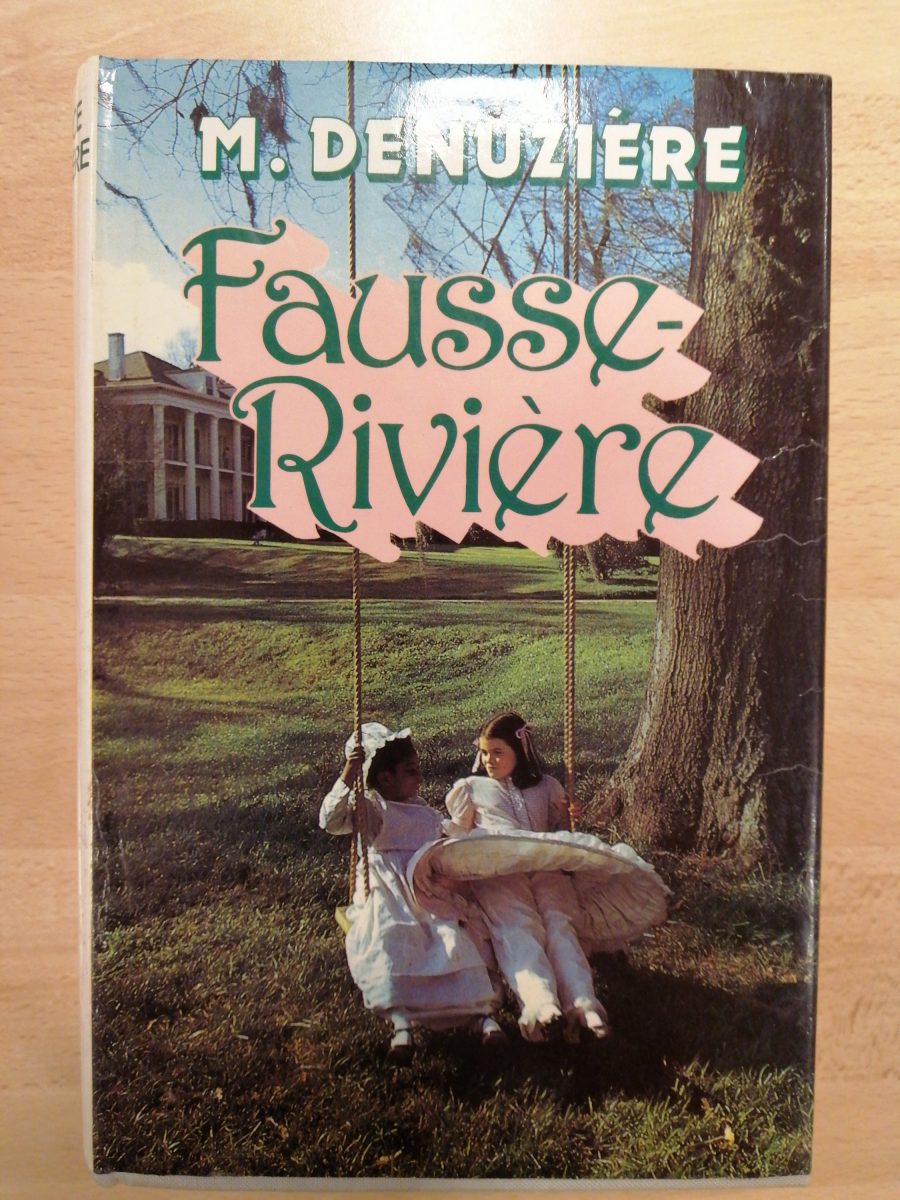 M. DENUZIÉRE
Fausse-
Rivière